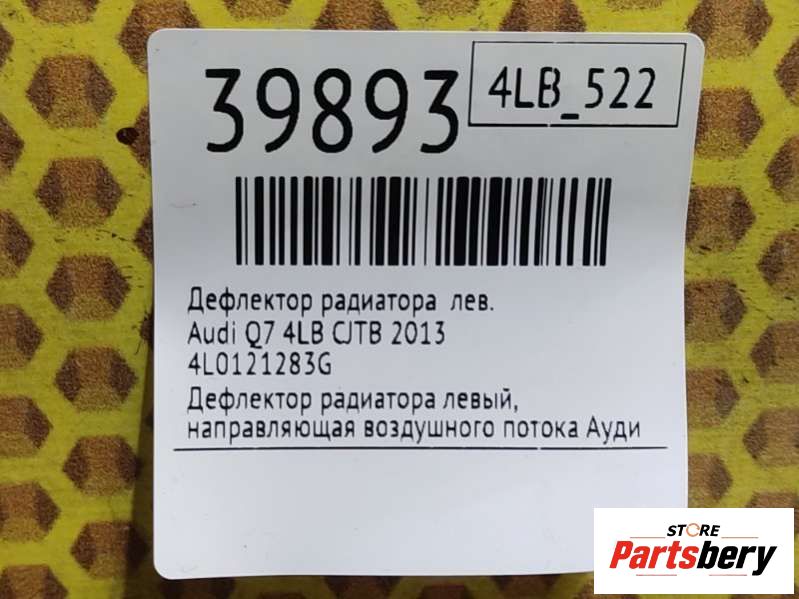 39893
4LB_522
Дефлектор радиатора лев.
Audi Q7 4LB CJTB 2013
4L0121283G
Дефлектор радиатора левый,
направляющая воздушного потока Ауди
STORE
Partsbery